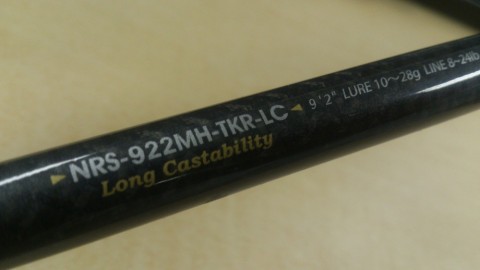 NRS-922MH-TKR-LC 9'2" LURE 10～28g LINE 8~24lb
Long Castability